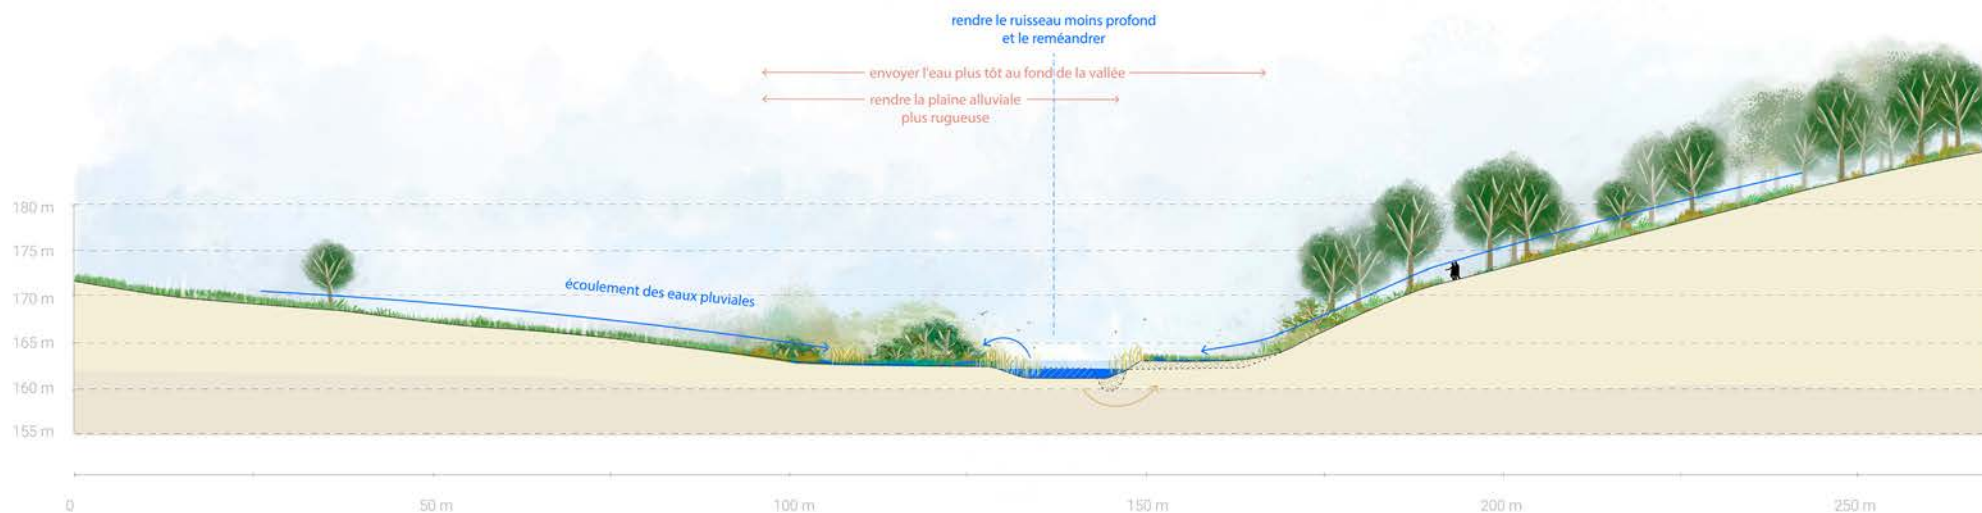 rendre le ruisseau moins profond
et le reméandrer
envoyer l'eau plus tôt au fond de la vallée
rendre la plaine alluviale
plus rugueuse
180 m
175 m
170 m
165 m
160 m
155 m
écoulement des eaux pluviales
0
50 m
100 m
150 m
200 m
250 m